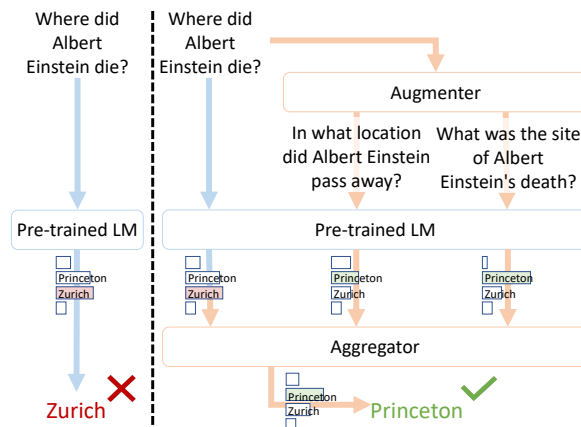 Where did
Albert
Einstein die?
Pre-trained LM
Princeton
Zurich
Zurich
Where did
Albert
Einstein die?
Augmenter
In what location
did Albert Einstein
pass away?
What was the site
of Albert
Einstein's death?
Pre-trained LM
Princeton
Zurich
Princeton
Zurich
Princeton
Zurich
Aggregator
Princeton
Zurich
Princeton